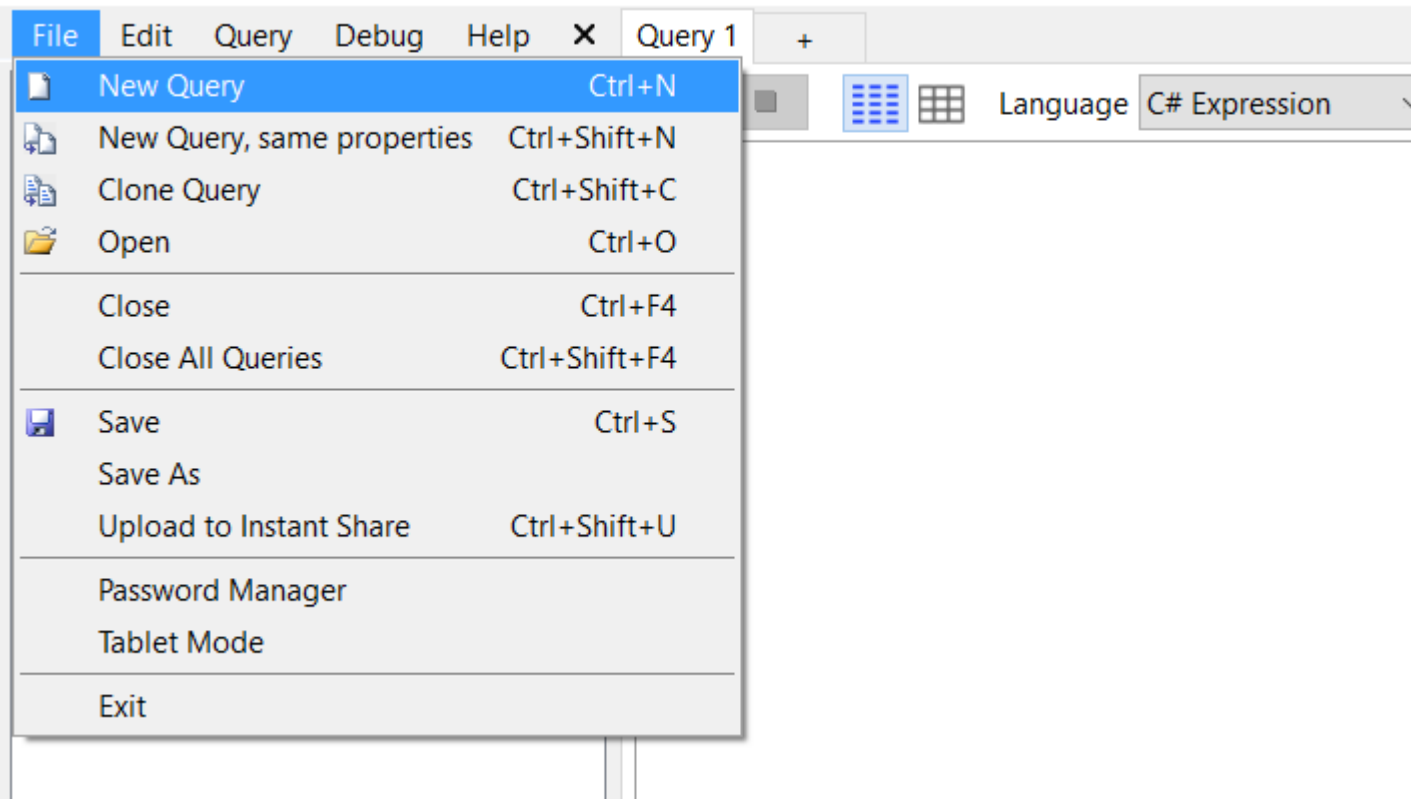 File Edit Query Debug Help × Query 1 +
Language C# Expression
New Query Ctrl+N
New Query, same properties Ctrl+Shift+N
Clone Query Ctrl+Shift+C
Open Ctrl+O
Close Ctrl+F4
Close All Queries Ctrl+Shift+F4
Save Ctrl+S
Save As
Upload to Instant Share Ctrl+Shift+U
Password Manager
Tablet Mode
Exit